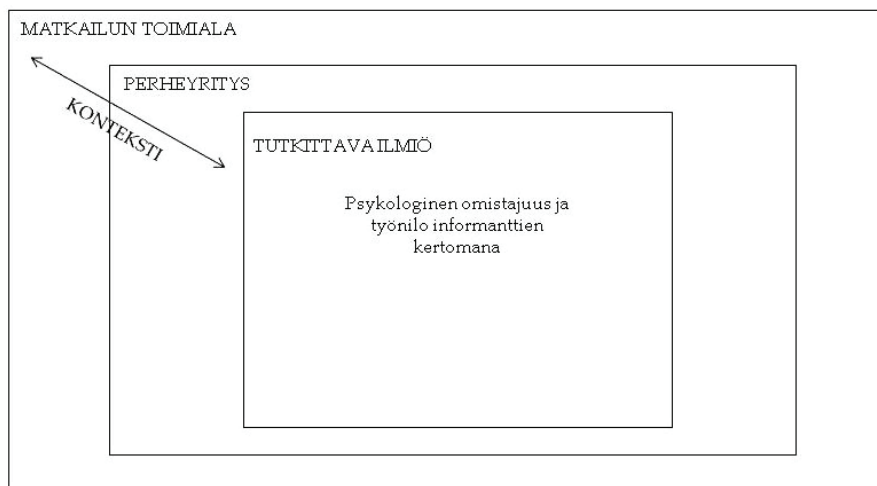 MATKAILUN TOIMIALA
PERHEYRITYS
KONTEKSTI
TUTKITTAVA ILMIÖ
Psykologinen omistajuus ja
työnilo informanttien
kertomana